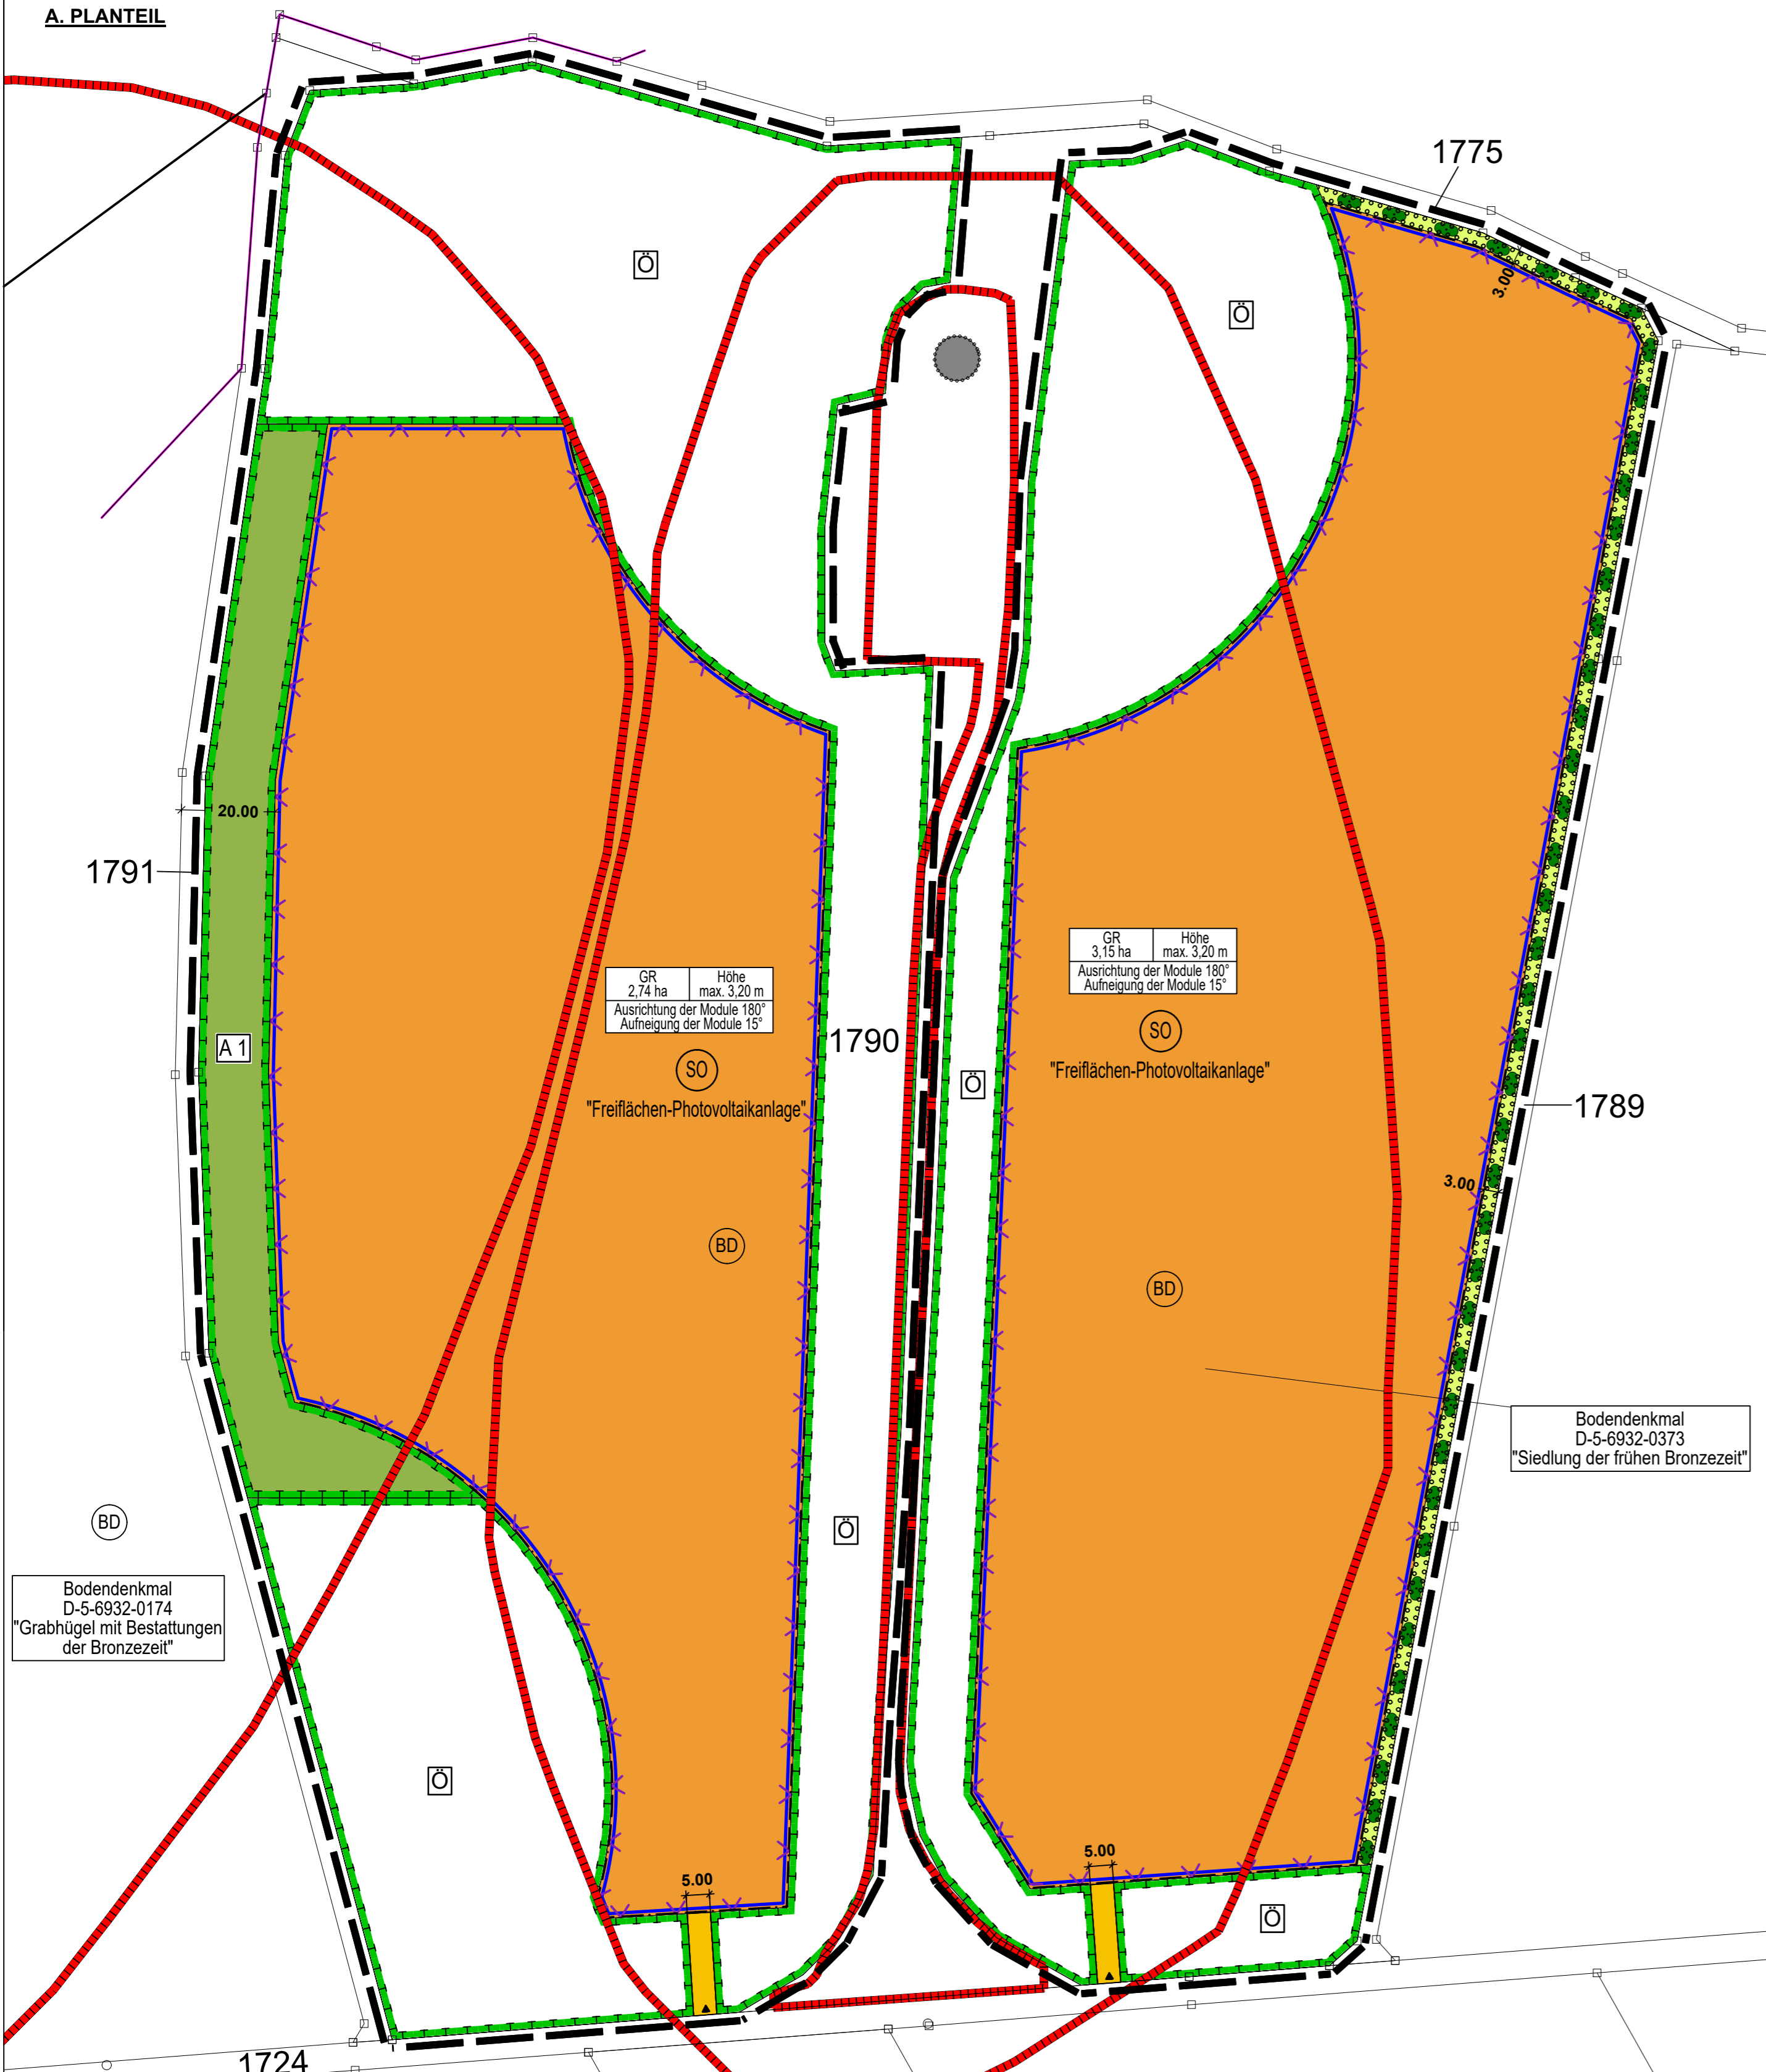 A. PLANTEIL
1775
Ö
Ö
3.00
20.00
1791
GR
2,74 ha
Höhe
max. 3,20 m
Ausrichtung der Module 180°
Aufneigung der Module 15°
SO
"Freiflächen-Photovoltaikanlage"
GR
3,15 ha
Höhe
max. 3,20 m
Ausrichtung der Module 180°
Aufneigung der Module 15°
SO
"Freiflächen-Photovoltaikanlage"
A 1
1790
Ö
1789
3.00
BD
BD
Bodendenkmal
D-5-6932-0373
"Siedlung der frühen Bronzezeit"
BD
Ö
Bodendenkmal
D-5-6932-0174
"Grabhügel mit Bestattungen
der Bronzezeit"
Ö
5.00
5.00
Ö
1724